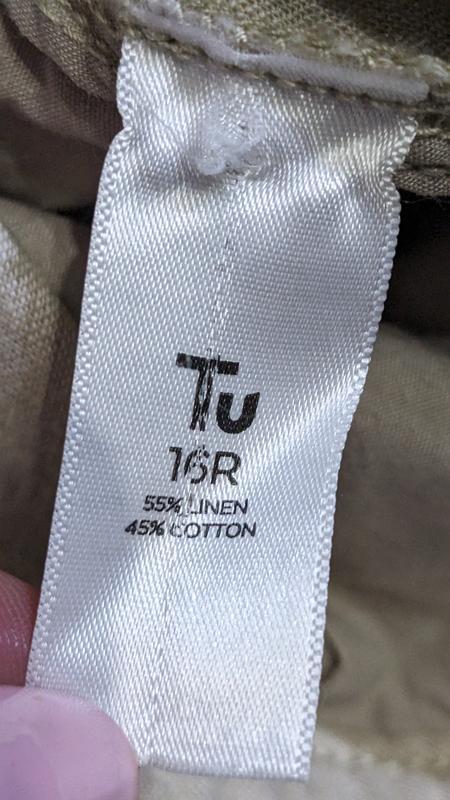 Tu
16R
55% LINEN
45% COTTON